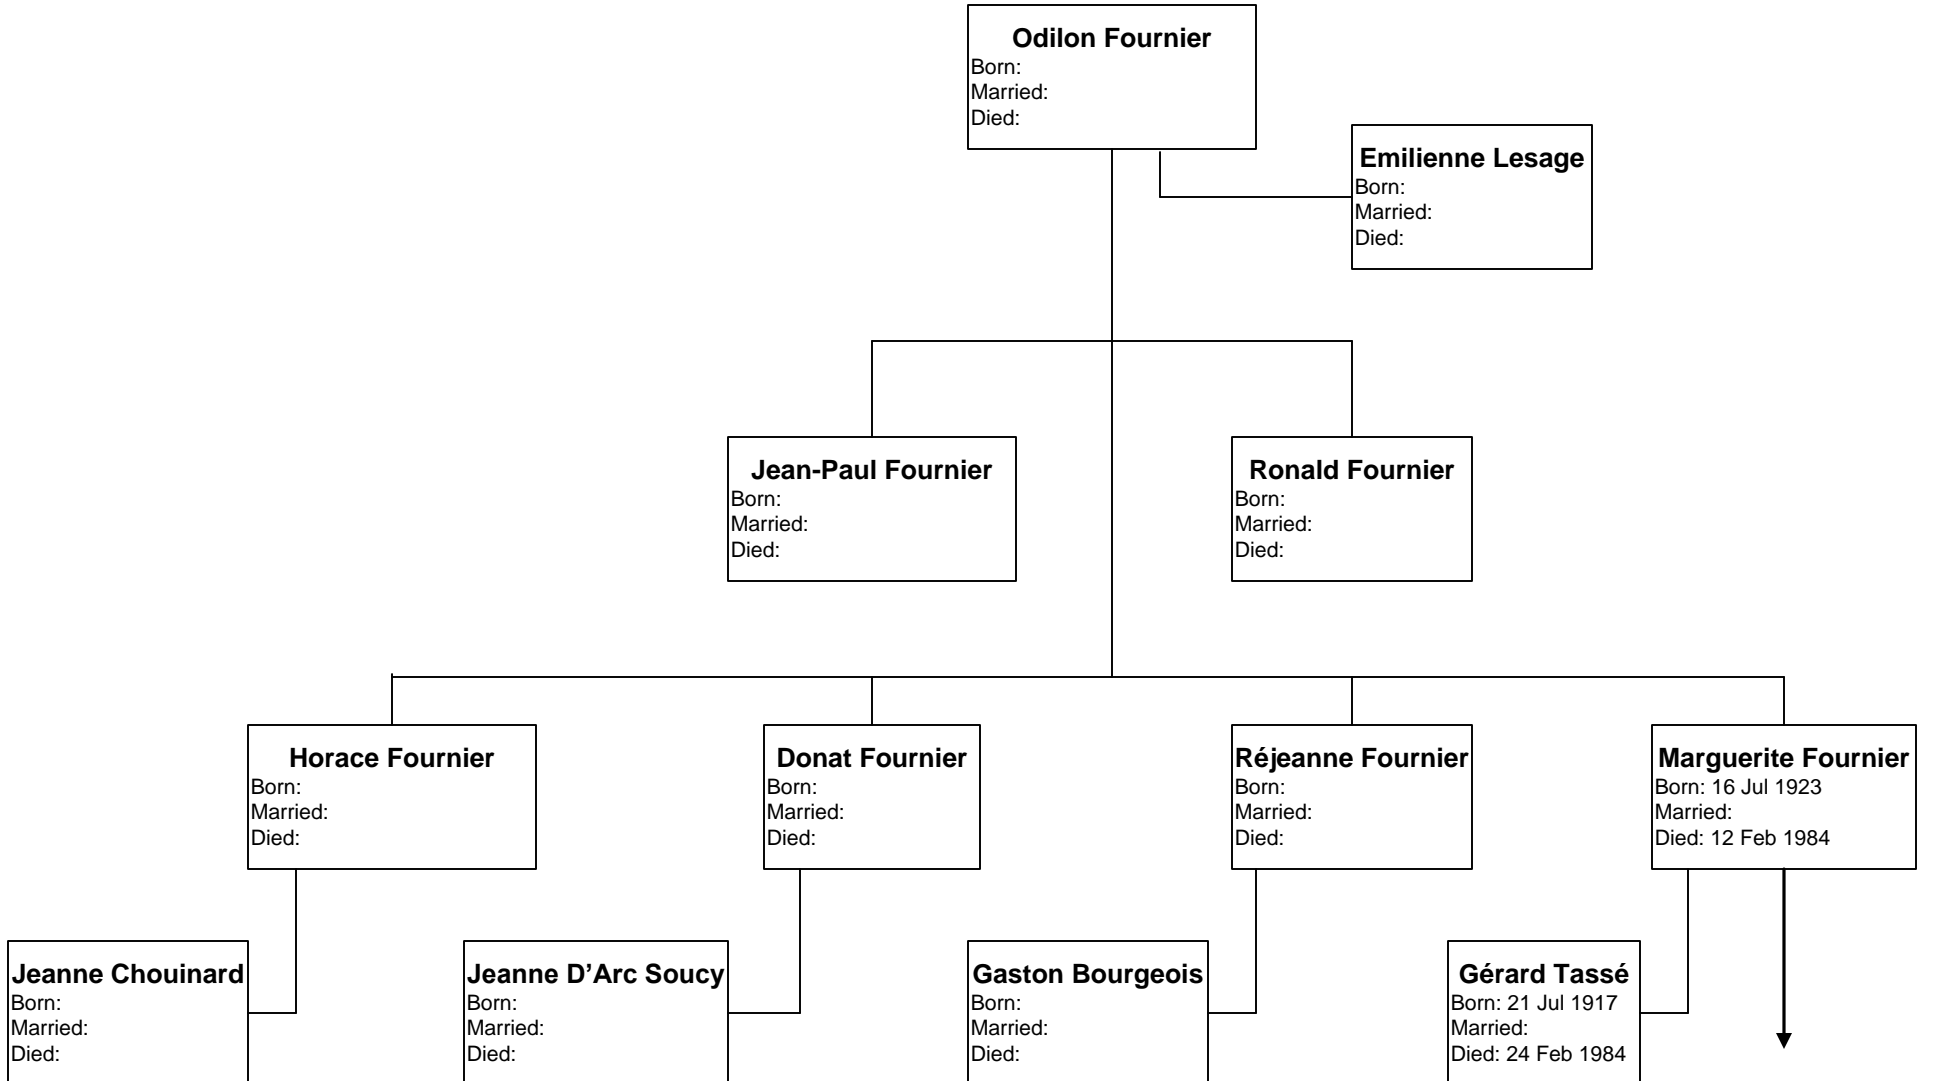 Odilon Fournier
Born:
Married:
Died:
Emilienne Lesage
Born:
Married:
Died:
Jean-Paul Fournier
Born:
Married:
Died:
Ronald Fournier
Born:
Married:
Died:
Horace Fournier
Born:
Married:
Died:
Donat Fournier
Born:
Married:
Died:
Réjeanne Fournier
Born:
Married:
Died:
Marguerite Fournier
Born: 16 Jul 1923
Married:
Died: 12 Feb 1984
Jeanne Chouinard
Born:
Married:
Died:
Jeanne D’Arc Soucy
Born:
Married:
Died:
Gaston Bourgeois
Born:
Married:
Died:
Gérard Tassé
Born: 21 Jul 1917
Married:
Died: 24 Feb 1984